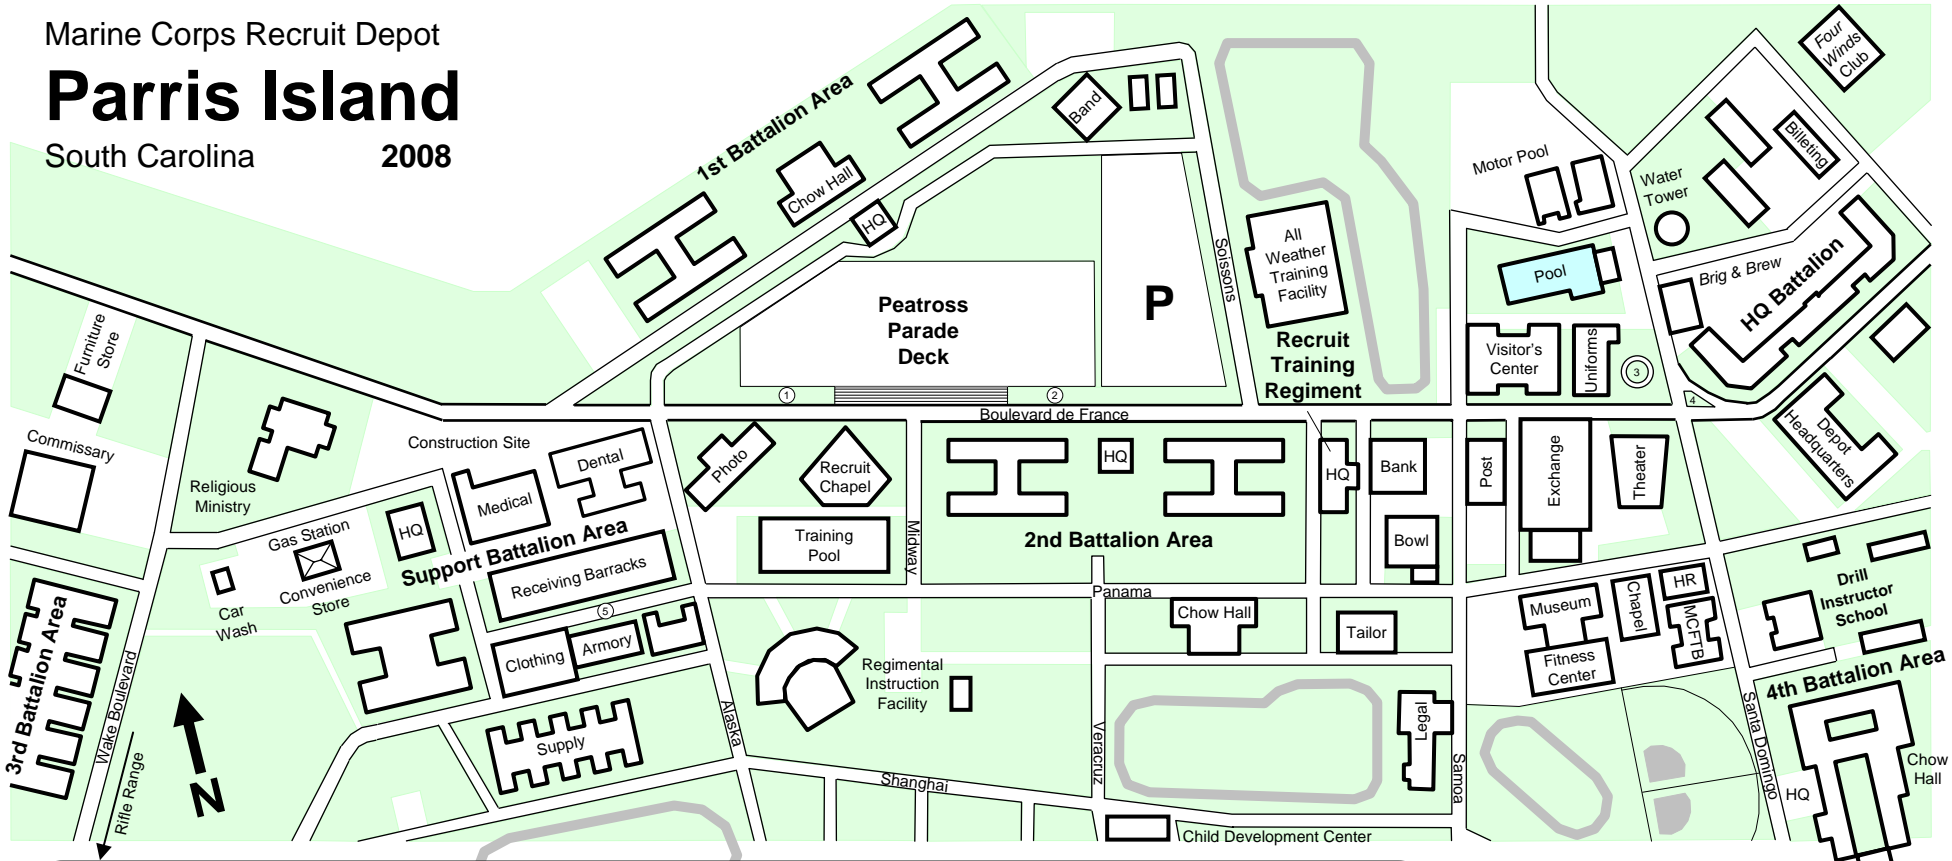 Marine Corps Recruit Depot
Parris Island
South Carolina 2008
1st Battalion Area
Chow Hall
HQ
Band
Four
Winds
Club
Billeting
Motor Pool
Water
Tower
Pool
Brig & Brew
HQ Battalion
Soissons
All
Weather
Training
Facility
Recruit
Training
Regiment
Peatross
Parade
Deck
P
Visitor's
Center
Uniforms
1
2
3
4
Boulevard de France
Furniture
Store
Commissary
Religious
Ministry
Construction Site
Medical
Dental
Photo
Recruit
Chapel
HQ
HQ
Bank
Post
Exchange
Theater
Depot
Headquarters
Gas Station
Convenience
Store
HQ
Support Battalion Area
Receiving Barracks
Training
Pool
Midway
2nd Battalion Area
Bowl
Car
Wash
5
Panama
Chow Hall
Tailor
Museum
Chapel
HR
MCFTB
Drill
Instructor
School
Fitness
Center
3rd Battalion Area
Wake Boulevard
Clothing
Armory
Regimental
Instruction
Facility
4th Battalion Area
Rifle Range
N
Supply
Alaska
Veracruz
Legal
Samoa
Santa Domingo
Chow
Hall
HQ
Shanghai
Child Development Center